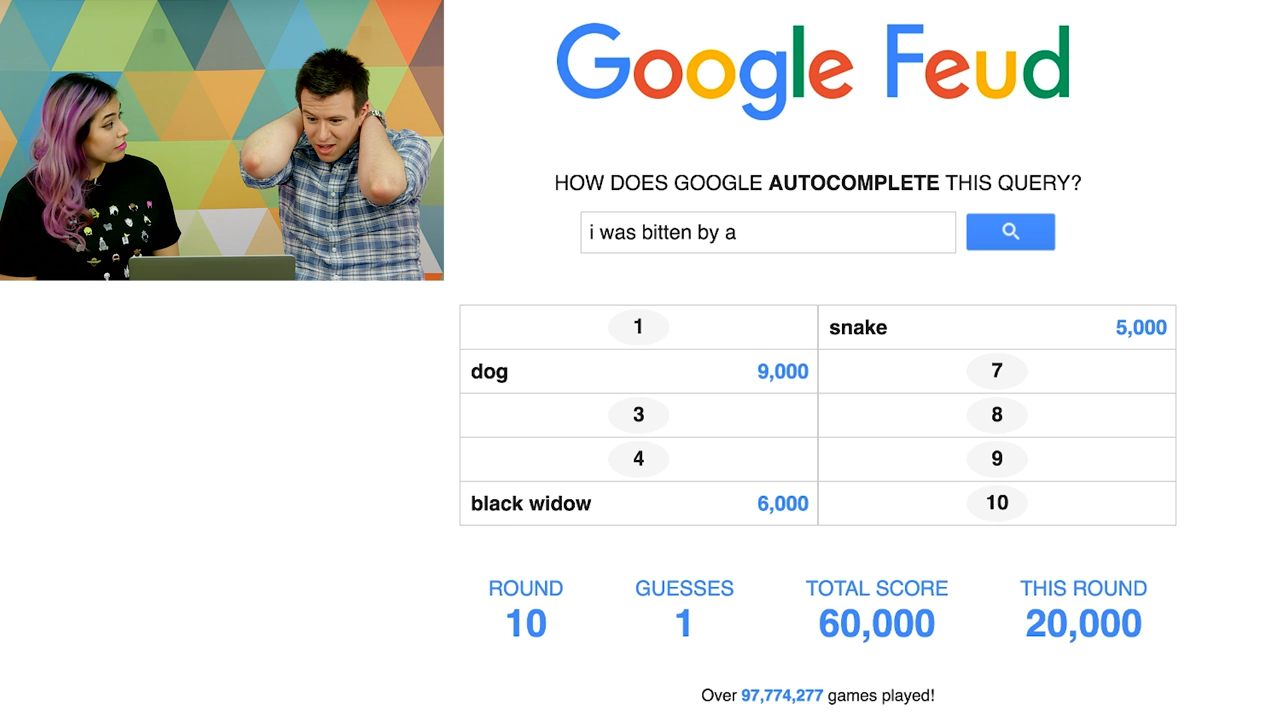 Google Feud
HOW DOES GOOGLE AUTOCOMPLETE THIS QUERY?
i was bitten by a
1
snake 5,000
dog 9,000
7
3
8
4
9
black widow 6,000
10
ROUND GUESSES TOTAL SCORE THIS ROUND
10 1 60,000 20,000
Over 97,774,277 games played!